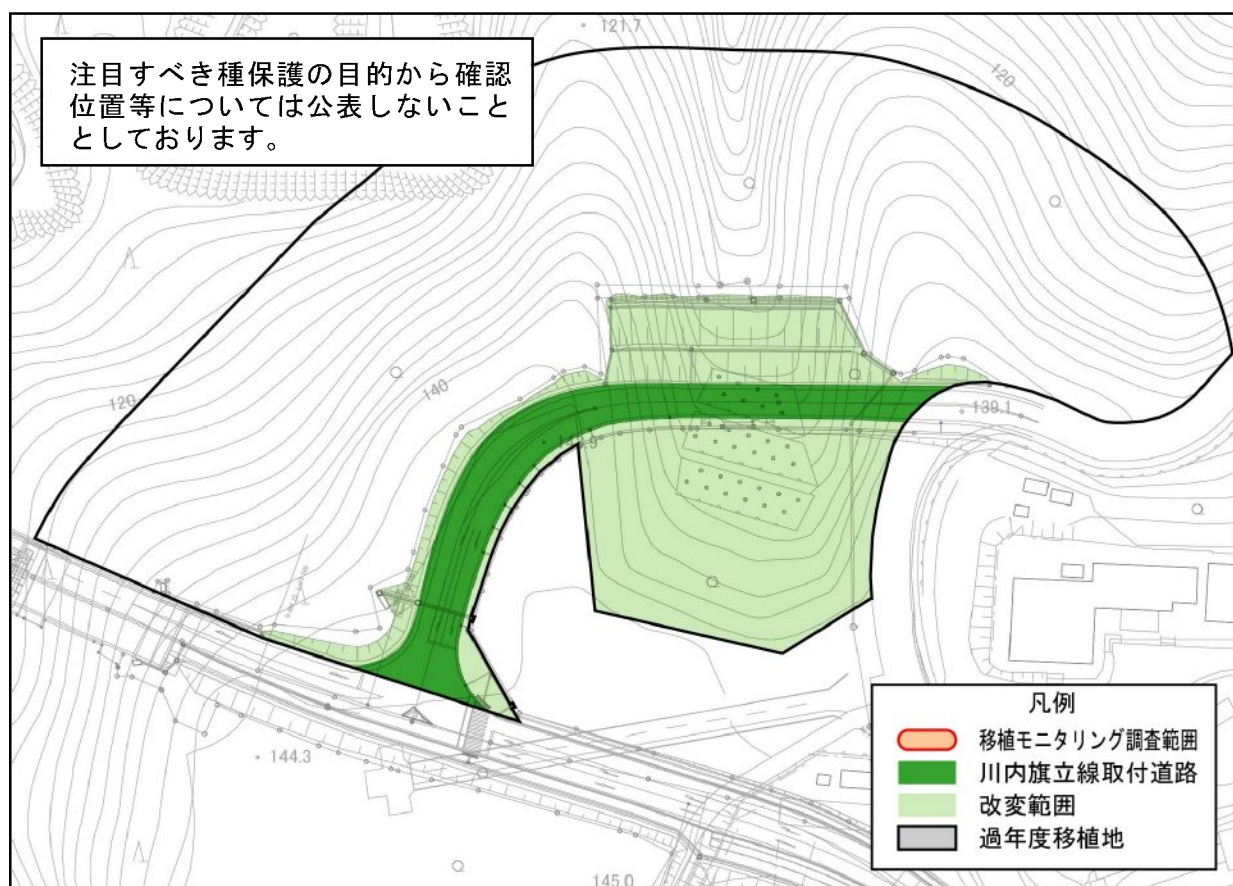 121.7
注目すべき種保護の目的から確認
位置等については公表しないこと
としております。
120
140
120
139.1
144.3
145.0
凡例
移植モニタリング調査範囲
川内旗立線取付道路
改変範囲
過年度移植地